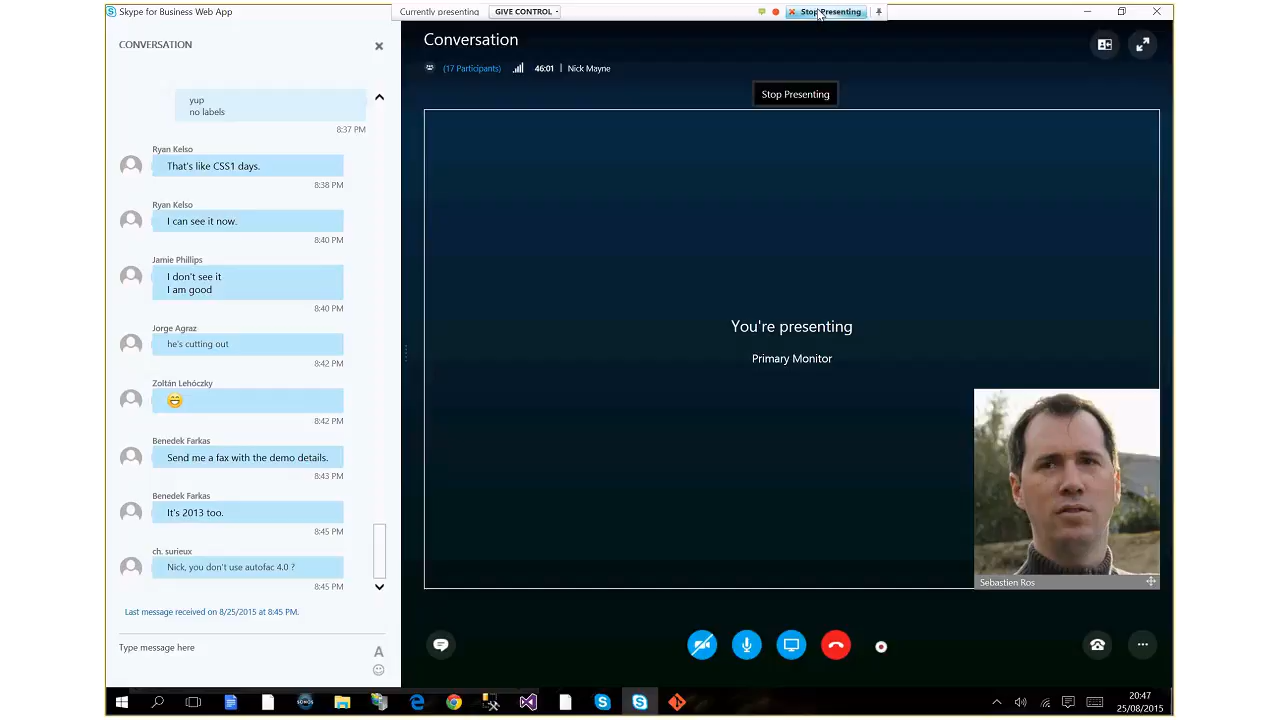 Skype for Business Web App
Currently presenting
GIVE CONTROL
Stop Presenting
CONVERSATION
Conversation
(17 Participants)
46:01
Nick Mayne
Stop Presenting
yup
no labels
8:37 PM
Ryan Kelso
That's like CSS1 days.
8:38 PM
Ryan Kelso
I can see it now.
8:40 PM
Jamie Phillips
I don't see it
I am good
8:40 PM
Jorge Agraz
he's cutting out
8:42 PM
Zoltán Lehóczky
8:42 PM
Benedek Farkas
Send me a fax with the demo details.
8:43 PM
Benedek Farkas
It's 2013 too.
8:45 PM
ch. surieux
Nick, you don't use autofac 4.0 ?
8:45 PM
Last message received on 8/25/2015 at 8:45 PM.
Type message here
A
You're presenting
Primary Monitor
Sebastien Ros
SONOS
20:47
25/08/2015